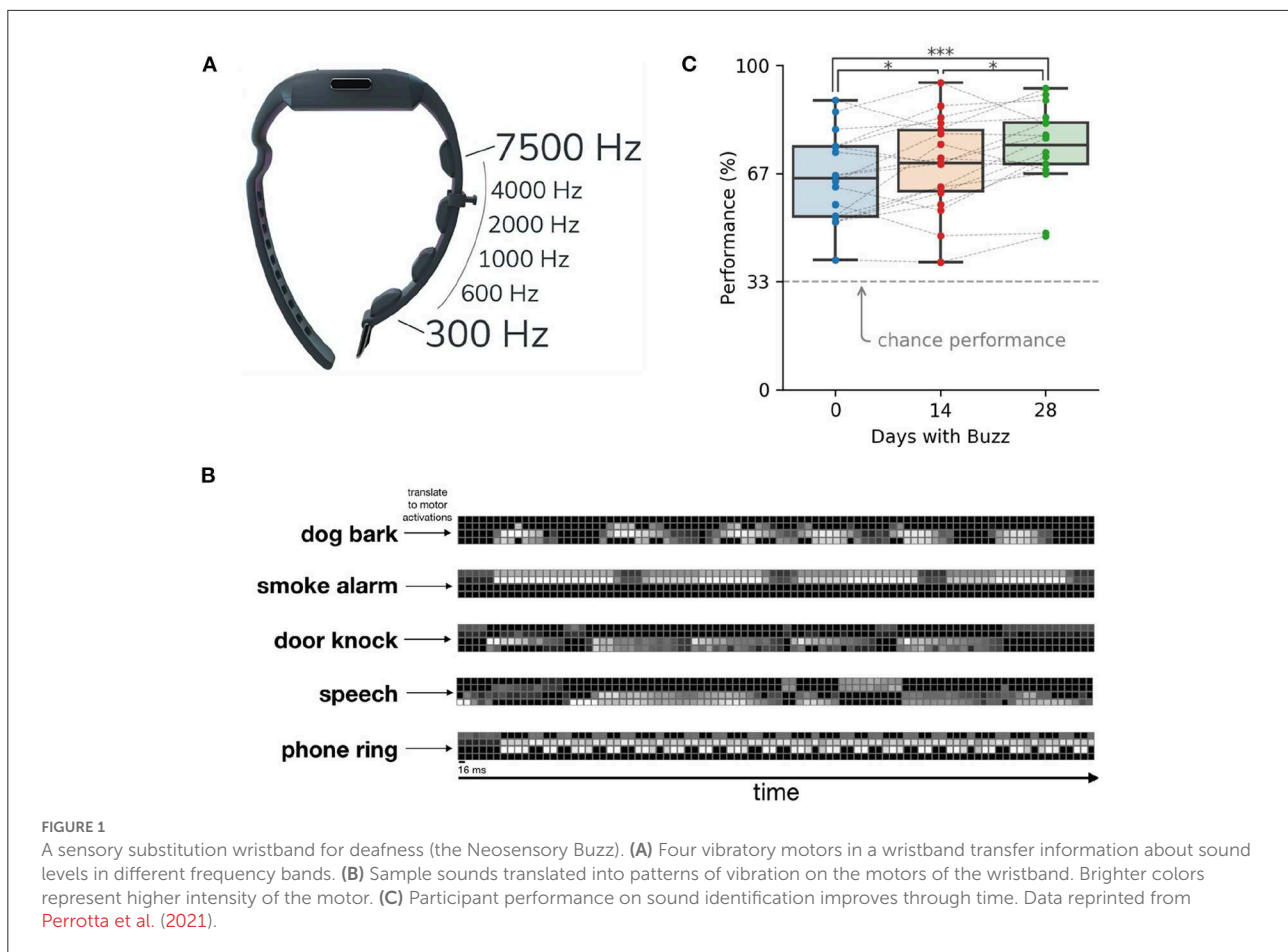 A
7500 Hz
4000 Hz
2000 Hz
1000 Hz
600 Hz
300 Hz
C
***
*
*
100
67
33
0
Performance (%)
chance performance
0 14 28
Days with Buzz
B
translate
to motor
activations
dog bark
smoke alarm
door knock
speech
phone ring
16 ms
time
FIGURE 1
A sensory substitution wristband for deafness (the Neosensory Buzz). (A) Four vibratory motors in a wristband transfer information about sound
levels in different frequency bands. (B) Sample sounds translated into patterns of vibration on the motors of the wristband. Brighter colors
represent higher intensity of the motor. (C) Participant performance on sound identification improves through time. Data reprinted from
Perrotta et al. (2021).